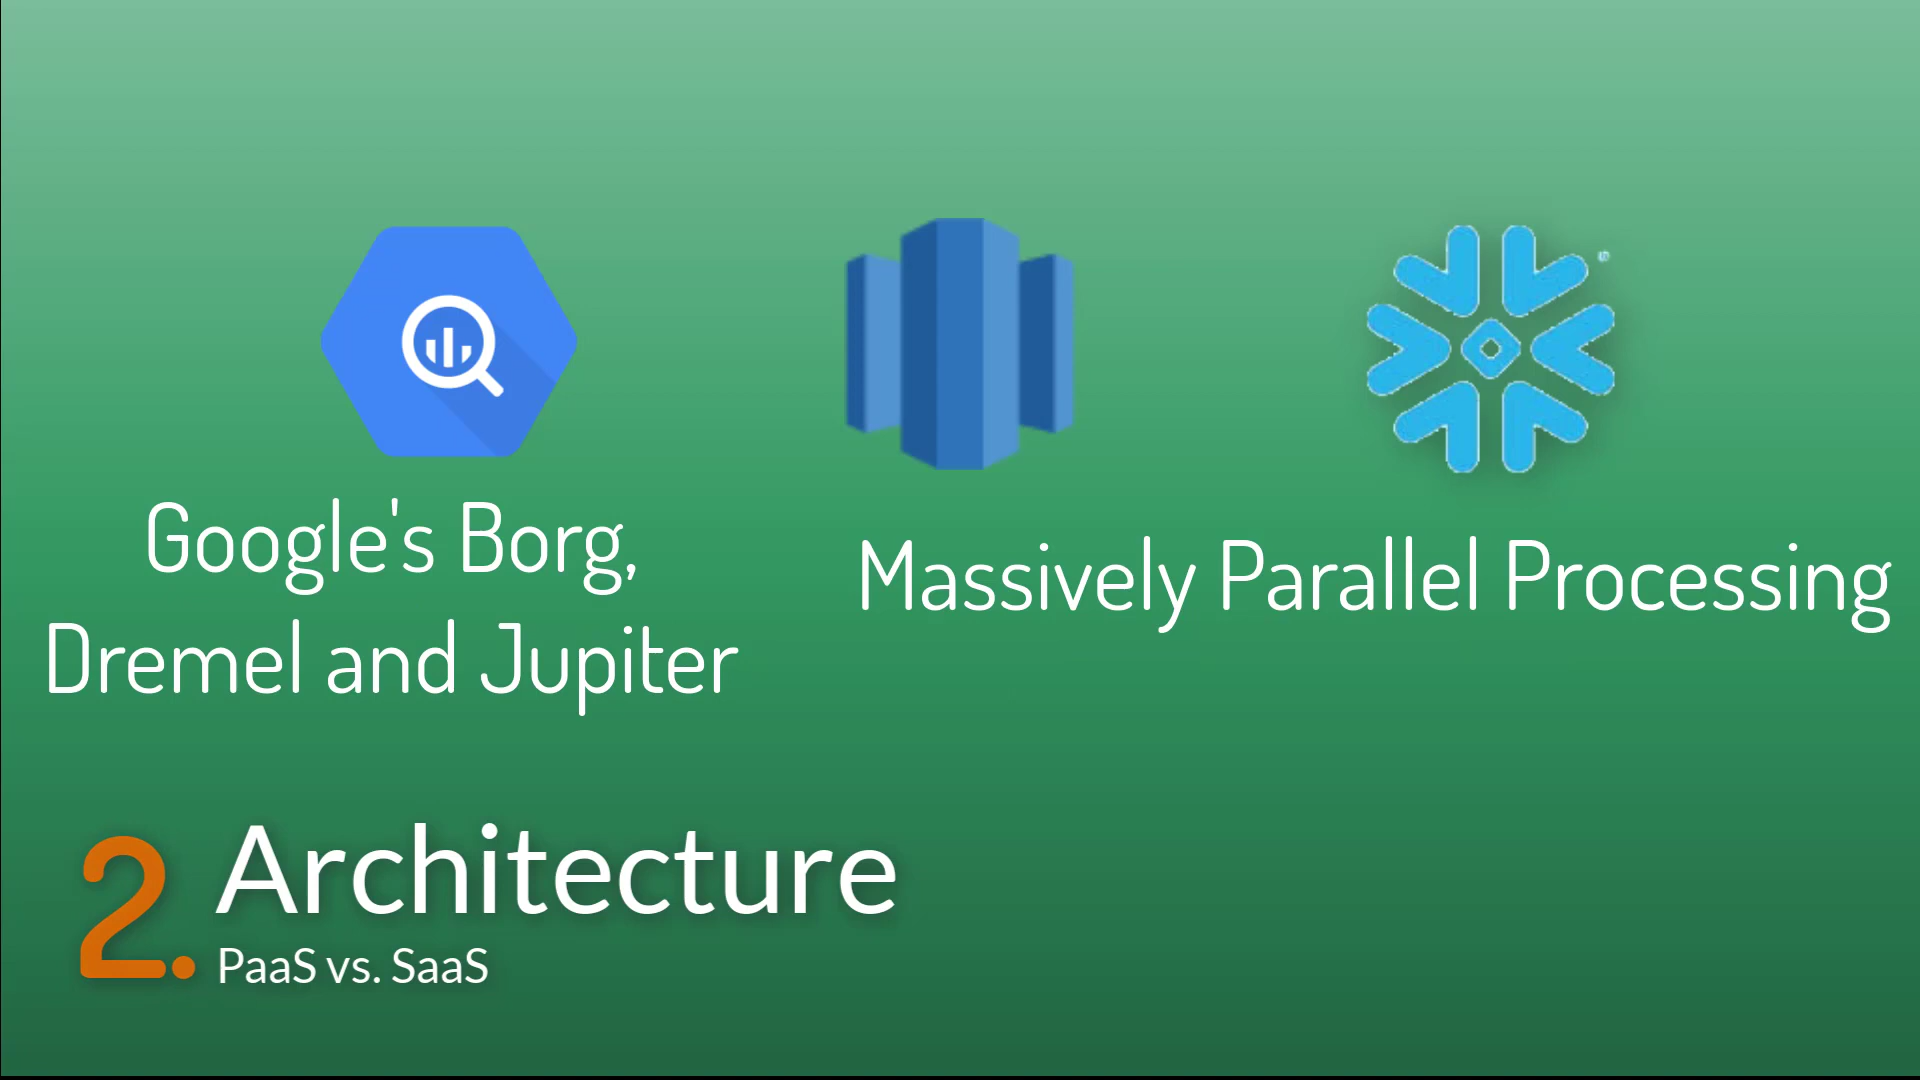 Google's Borg,
Dremel and Jupiter
Massively Parallel Processing
2. Architecture
PaaS vs. SaaS